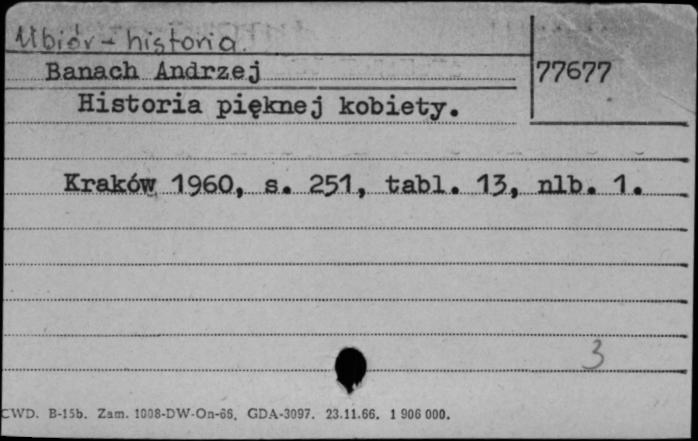 Ubiór - historia.
Banach Andrzej
77677
Historia pięknej kobiety.
Kraków 1960, s. 251, tabl. 13, nlb. 1.
3
CWD. B-15b. Zam. 1008-DW-On-66. GDA-3097. 23.11.66. 1 906 000.